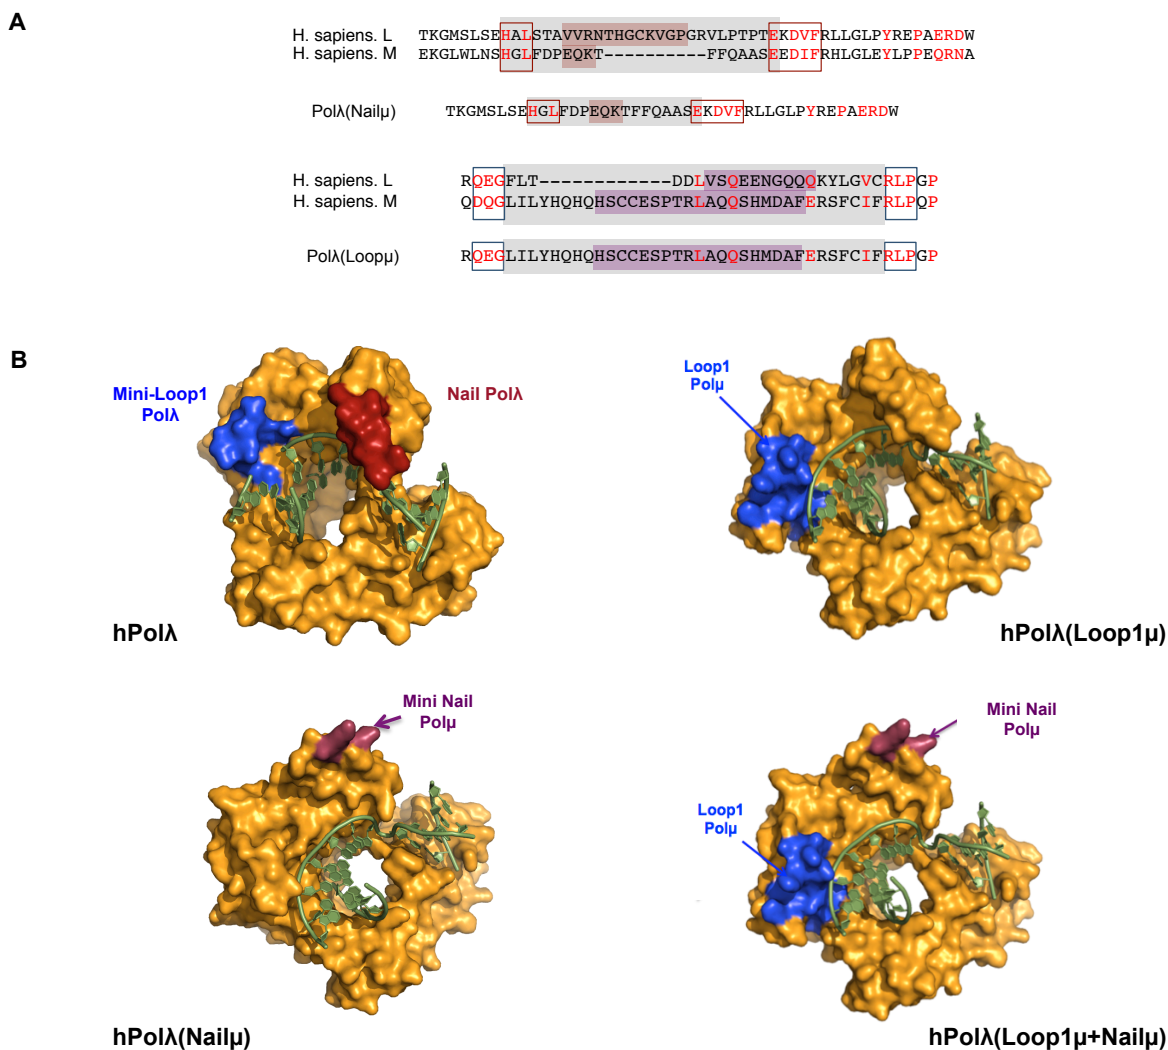 A
H. sapiens. L TKGMSLSEHALSTAVVRNTHGCKVGPGRVLPTPTEKDVFRLLGLPYREPAERDW
H. sapiens. M EKGLWLNSHGLFDPEQKT----------FFQAASEEDIFRHLGLEYLPPEQRNA
Polλ(Nailμ) TKGMSLSEHGLFDPEQKTFFQAASEKDVFRLLGLPYREPAERDW
H. sapiens. L RQEGFLT------------DDLVSQEENGQQQKYLGVCRLPGP
H. sapiens. M QDQGLILYHQHQHSCCESPTRLAQQSHMDAFERSFCIFRLPQP
Polλ(Loopμ) RQEGLILYHQHQHSCCESPTRLAQQSHMDAFERSFCIFRLPGP
B
Mini-Loop1
Polλ
Nail Polλ
hPolλ
Loop1
Polμ
hPolλ(Loop1μ)
Mini Nail
Polμ
hPolλ(Nailμ)
Mini Nail
Polμ
Loop1
Polμ
hPolλ(Loop1μ+Nailμ)